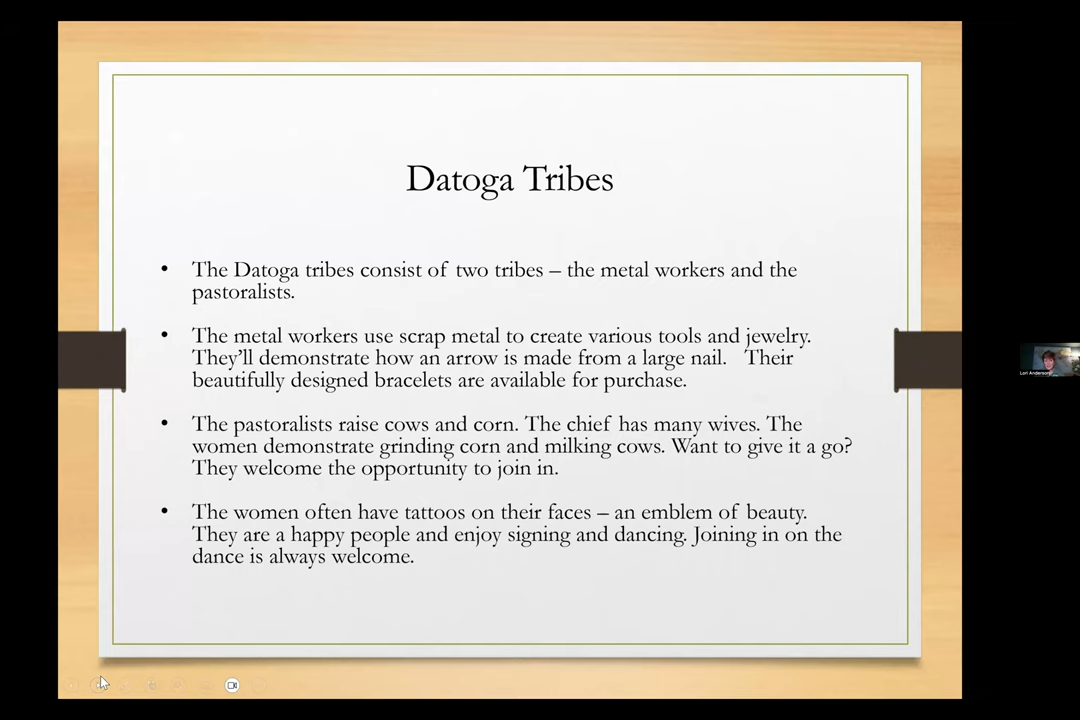 Datoga Tribes
• The Datoga tribes consist of two tribes – the metal workers and the
pastoralists.
• The metal workers use scrap metal to create various tools and jewelry.
They’ll demonstrate how an arrow is made from a large nail. Their
beautifully designed bracelets are available for purchase.
• The pastoralists raise cows and corn. The chief has many wives. The
women demonstrate grinding corn and milking cows. Want to give it a go?
They welcome the opportunity to join in.
• The women often have tattoos on their faces – an emblem of beauty.
They are a happy people and enjoy signing and dancing. Joining in on the
dance is always welcome.
Lori Anderson